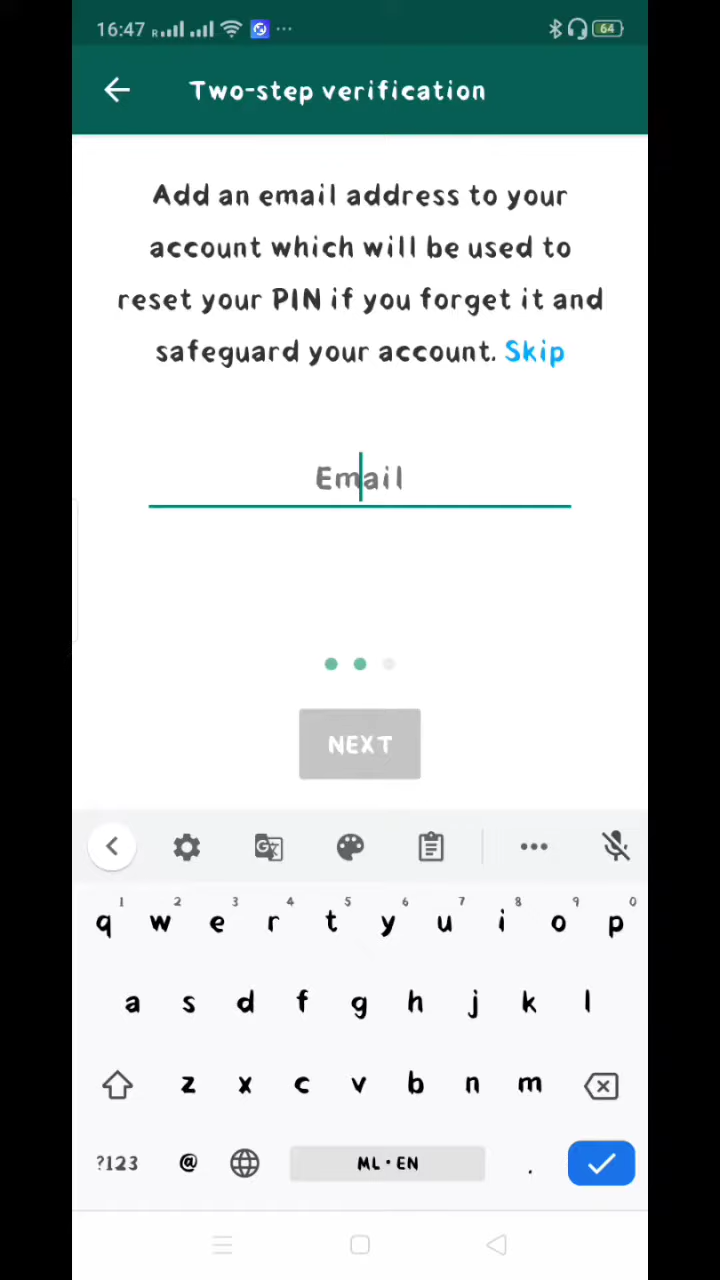 16:47 R 64
Two-step verification
Add an email address to your
account which will be used to
reset your PIN if you forget it and
safeguard your account. Skip
Email
NEXT
1 2 3 4 5 6 7 8 9 0
q w e r t y u i o p
a s d f g h j k l
z x c v b n m
?123 @ ML • EN .